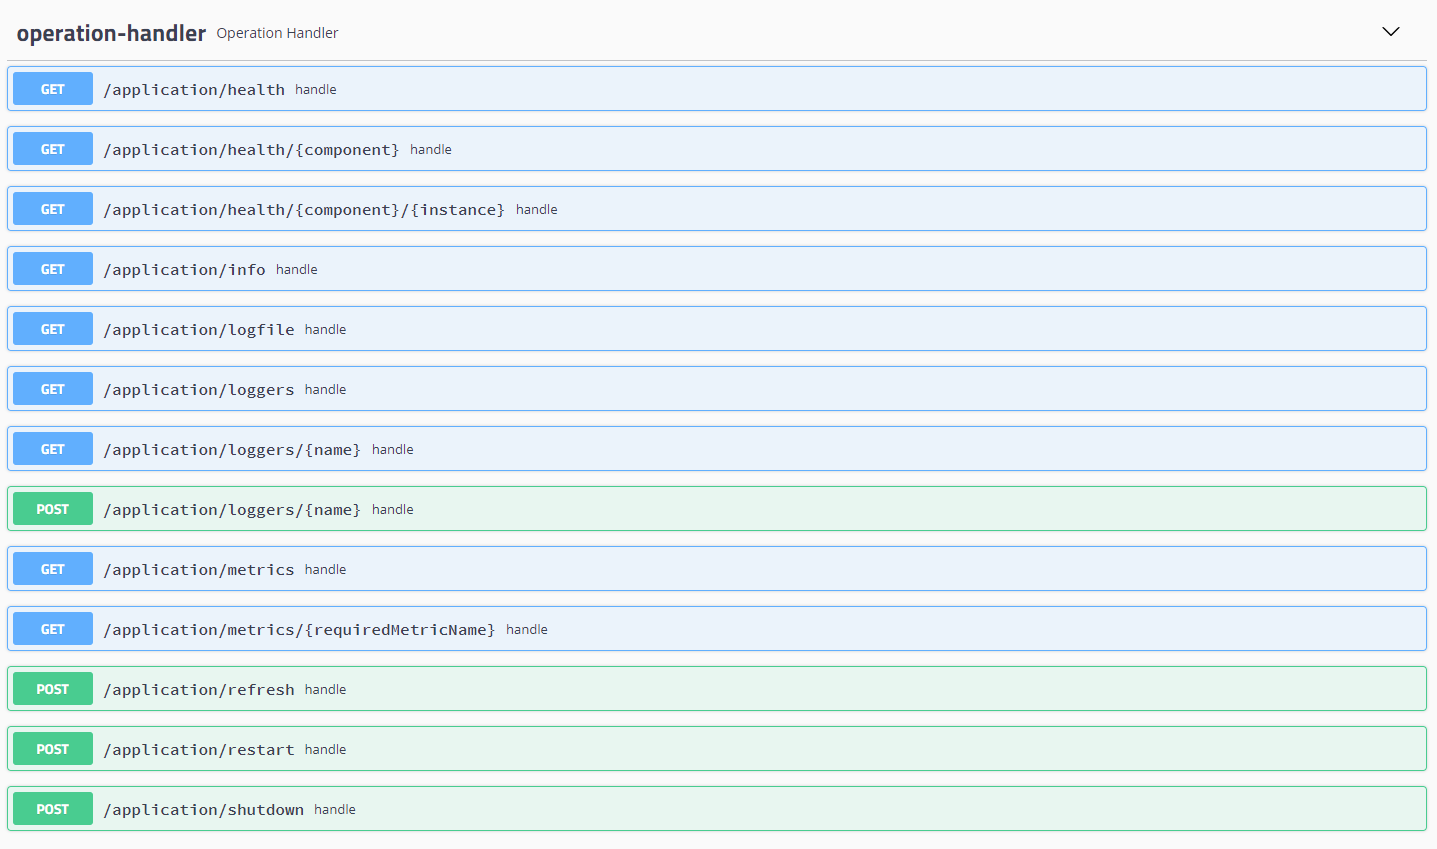 operation-handler Operation Handler
GET /application/health handle
GET /application/health/{component} handle
GET /application/health/{component}/{instance} handle
GET /application/info handle
GET /application/logfile handle
GET /application/loggers handle
GET /application/loggers/{name} handle
POST /application/loggers/{name} handle
GET /application/metrics handle
GET /application/metrics/{requiredMetricName} handle
POST /application/refresh handle
POST /application/restart handle
POST /application/shutdown handle